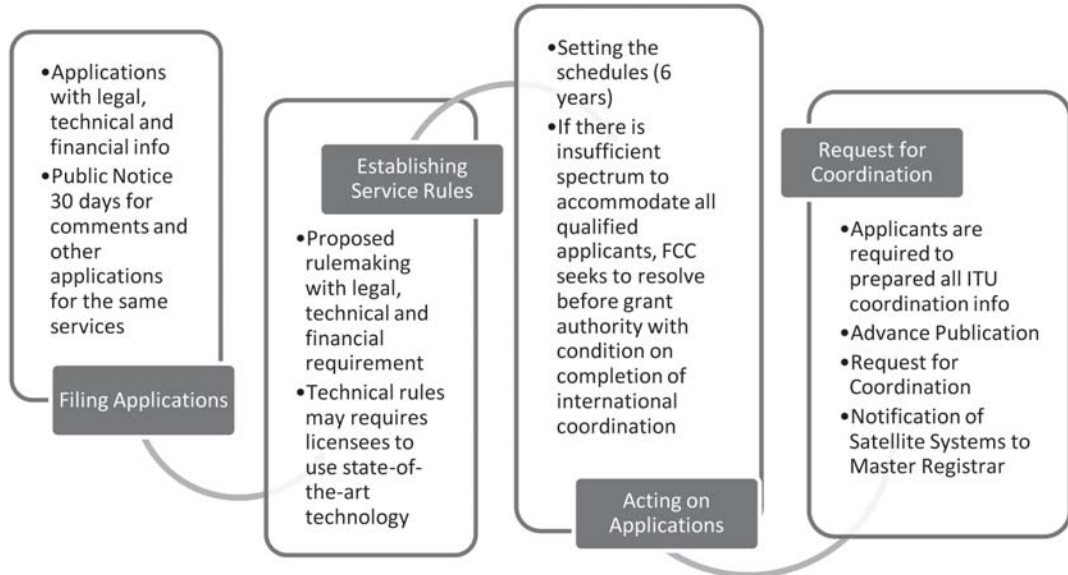 •Applications
with legal,
technical and
financial info
•Public Notice
30 days for
comments and
other
applications
for the same
services
Filing Applications
Establishing
Service Rules
•Proposed
rulemaking
with legal,
technical and
financial
requirement
•Technical rules
may requires
licensees to
use state-of-
the-art
technology
•Setting the
schedules (6
years)
•If there is
insufficient
spectrum to
accommodate all
qualified
applicants, FCC
seeks to resolve
before grant
authority with
condition on
completion of
international
coordination
Acting on
Applications
Request for
Coordination
•Applicants are
required to
prepared all ITU
coordination info
•Advance Publication
•Request for
Coordination
•Notification of
Satellite Systems to
Master Registrar